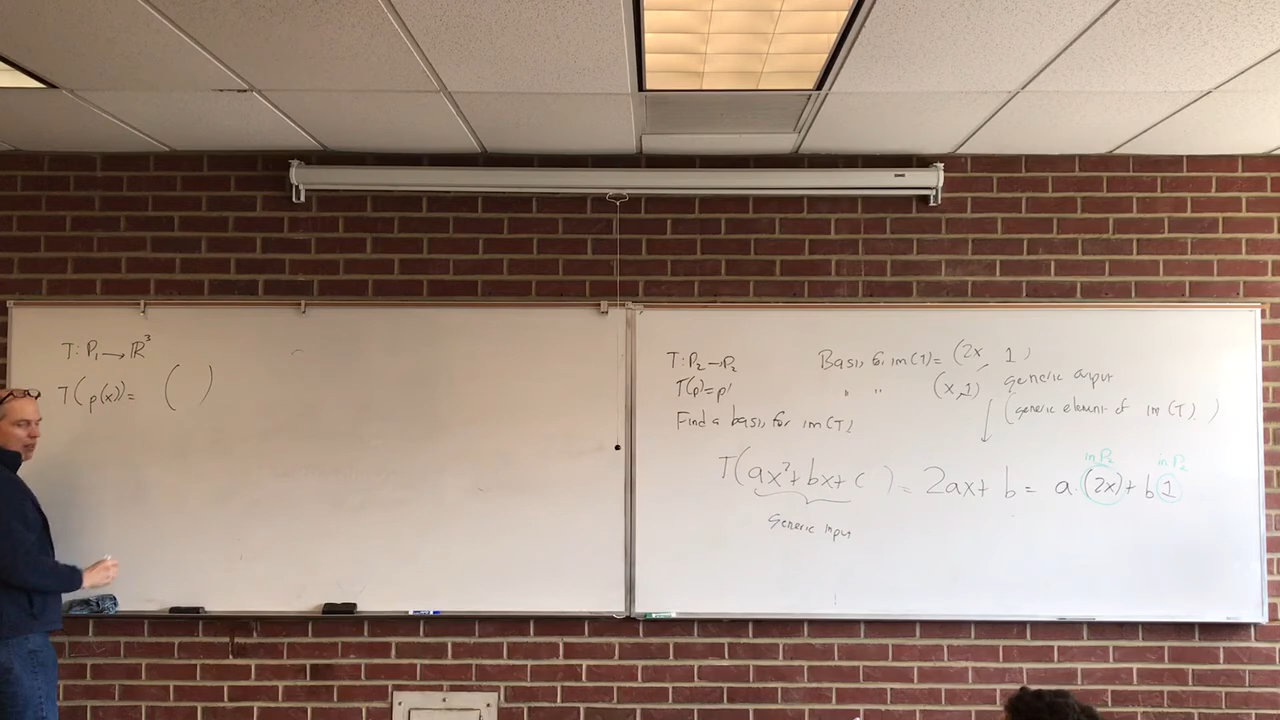 T: P₁ → ℝ³
T(p(x)) = ( )
T: P₂ → P₂
T(p) = p'
Find a basis for im(T)
Basis for im(T) = (2x, 1)
" " (x, 1)
generic output
(generic element of im(T))
T(ax²+bx+c) = 2ax+b = a·(2x)+b 1
in P₂
in P₂
generic input